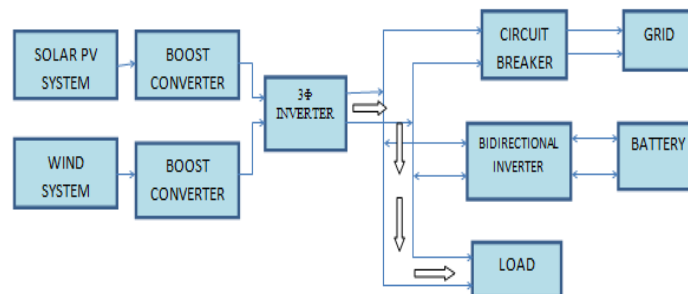 SOLAR PV
SYSTEM
BOOST
CONVERTER
3Φ
INVERTER
CIRCUIT
BREAKER
GRID
WIND
SYSTEM
BOOST
CONVERTER
BIDIRECTIONAL
INVERTER
BATTERY
LOAD